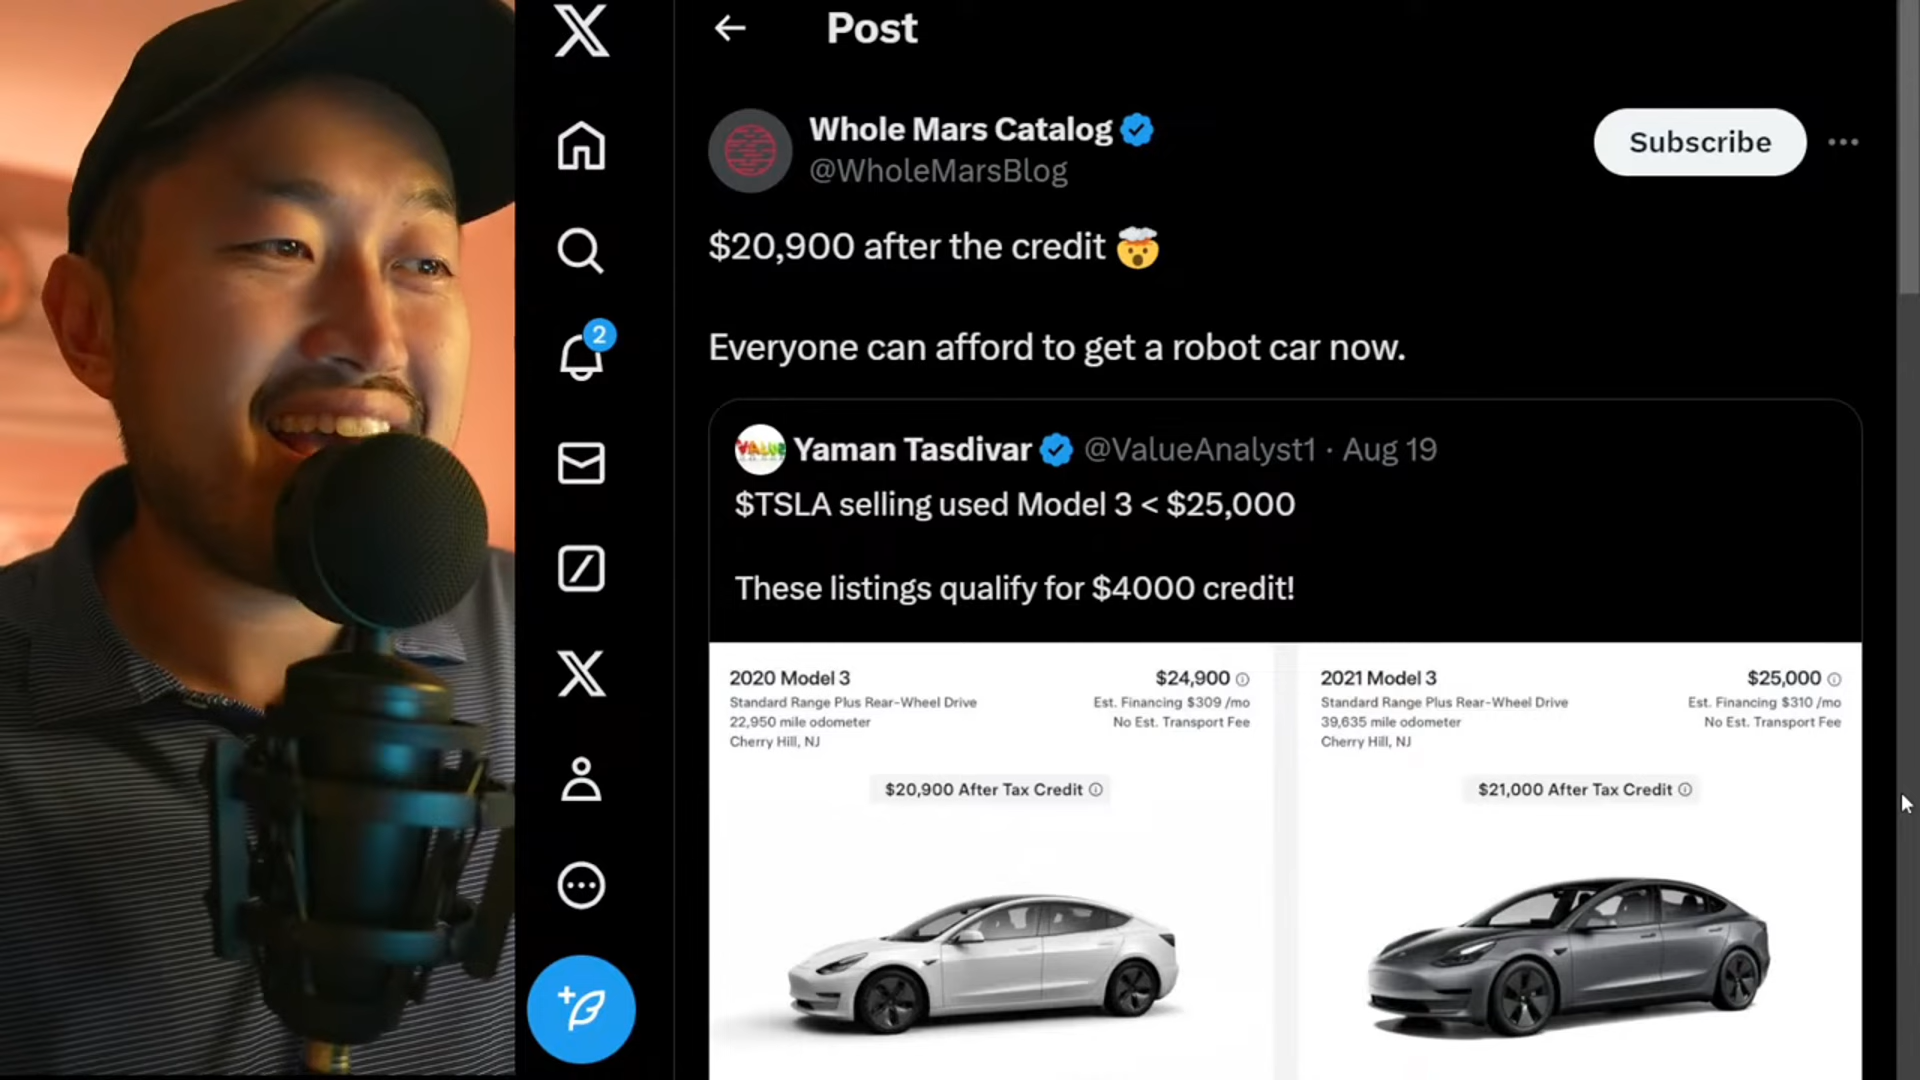 Post
Whole Mars Catalog
@WholeMarsBlog
Subscribe
$20,900 after the credit 🤯
Everyone can afford to get a robot car now.
2
VALUE
Yaman Tasdivar @ValueAnalyst1 · Aug 19
$TSLA selling used Model 3 < $25,000
These listings qualify for $4000 credit!
2020 Model 3
$24,900
Standard Range Plus Rear-Wheel Drive
Est. Financing $309 /mo
22,950 mile odometer
No Est. Transport Fee
Cherry Hill, NJ
$20,900 After Tax Credit
2021 Model 3
$25,000
Standard Range Plus Rear-Wheel Drive
Est. Financing $310 /mo
39,635 mile odometer
No Est. Transport Fee
Cherry Hill, NJ
$21,000 After Tax Credit